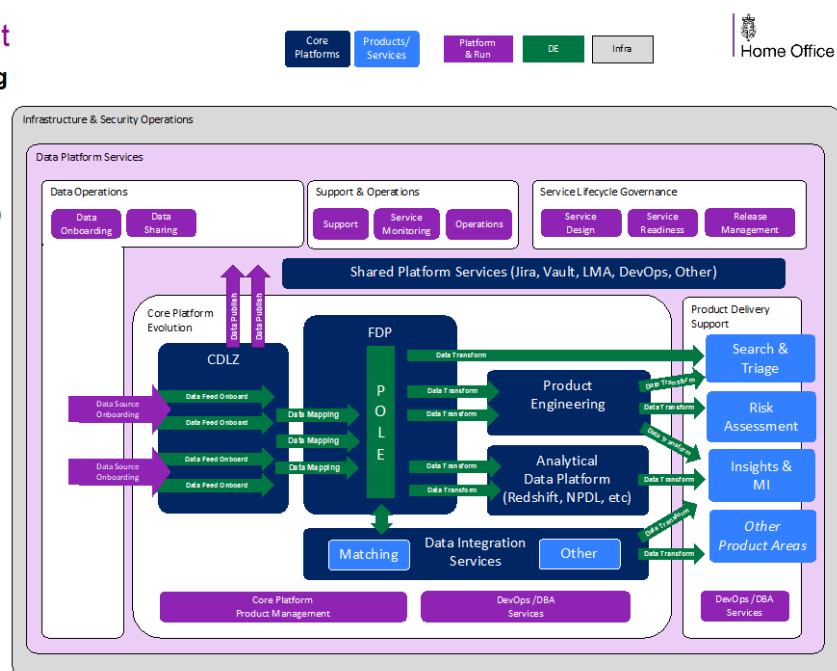 t
g
Core
Platforms
Products/
Services
Platform
& Run
DE
Infra
Home Office
Infrastructure & Security Operations
Data Platform Services
Data Operations
Data
Onboarding
Data
Sharing
Support & Operations
Support
Service
Monitoring
Operations
Service Lifecycle Governance
Service
Design
Service
Readiness
Release
Management
Shared Platform Services (Jira, Vault, LMA, DevOps, Other)
Data Publish
Data Publish
Core Platform
Evolution
CDLZ
Data Source
Onboarding
Data Source
Onboarding
Data Feed Onboard
Data Feed Onboard
Data Feed Onboard
Data Feed Onboard
Data Mapping
Data Mapping
Data Mapping
FDP
P
O
L
E
Data Transform
Data Transform
Data Transform
Data Transform
Data Transform
Product
Engineering
Analytical
Data Platform
(Redshift, NPDL, etc)
Data Integration
Services
Matching
Other
Data Transform
Data Transform
Data Transform
Data Transform
Data Transform
Data Transform
Product Delivery
Support
Search &
Triage
Risk
Assessment
Insights &
MI
Other
Product Areas
Core Platform
Product Management
DevOps /DBA
Services
DevOps /DBA
Services